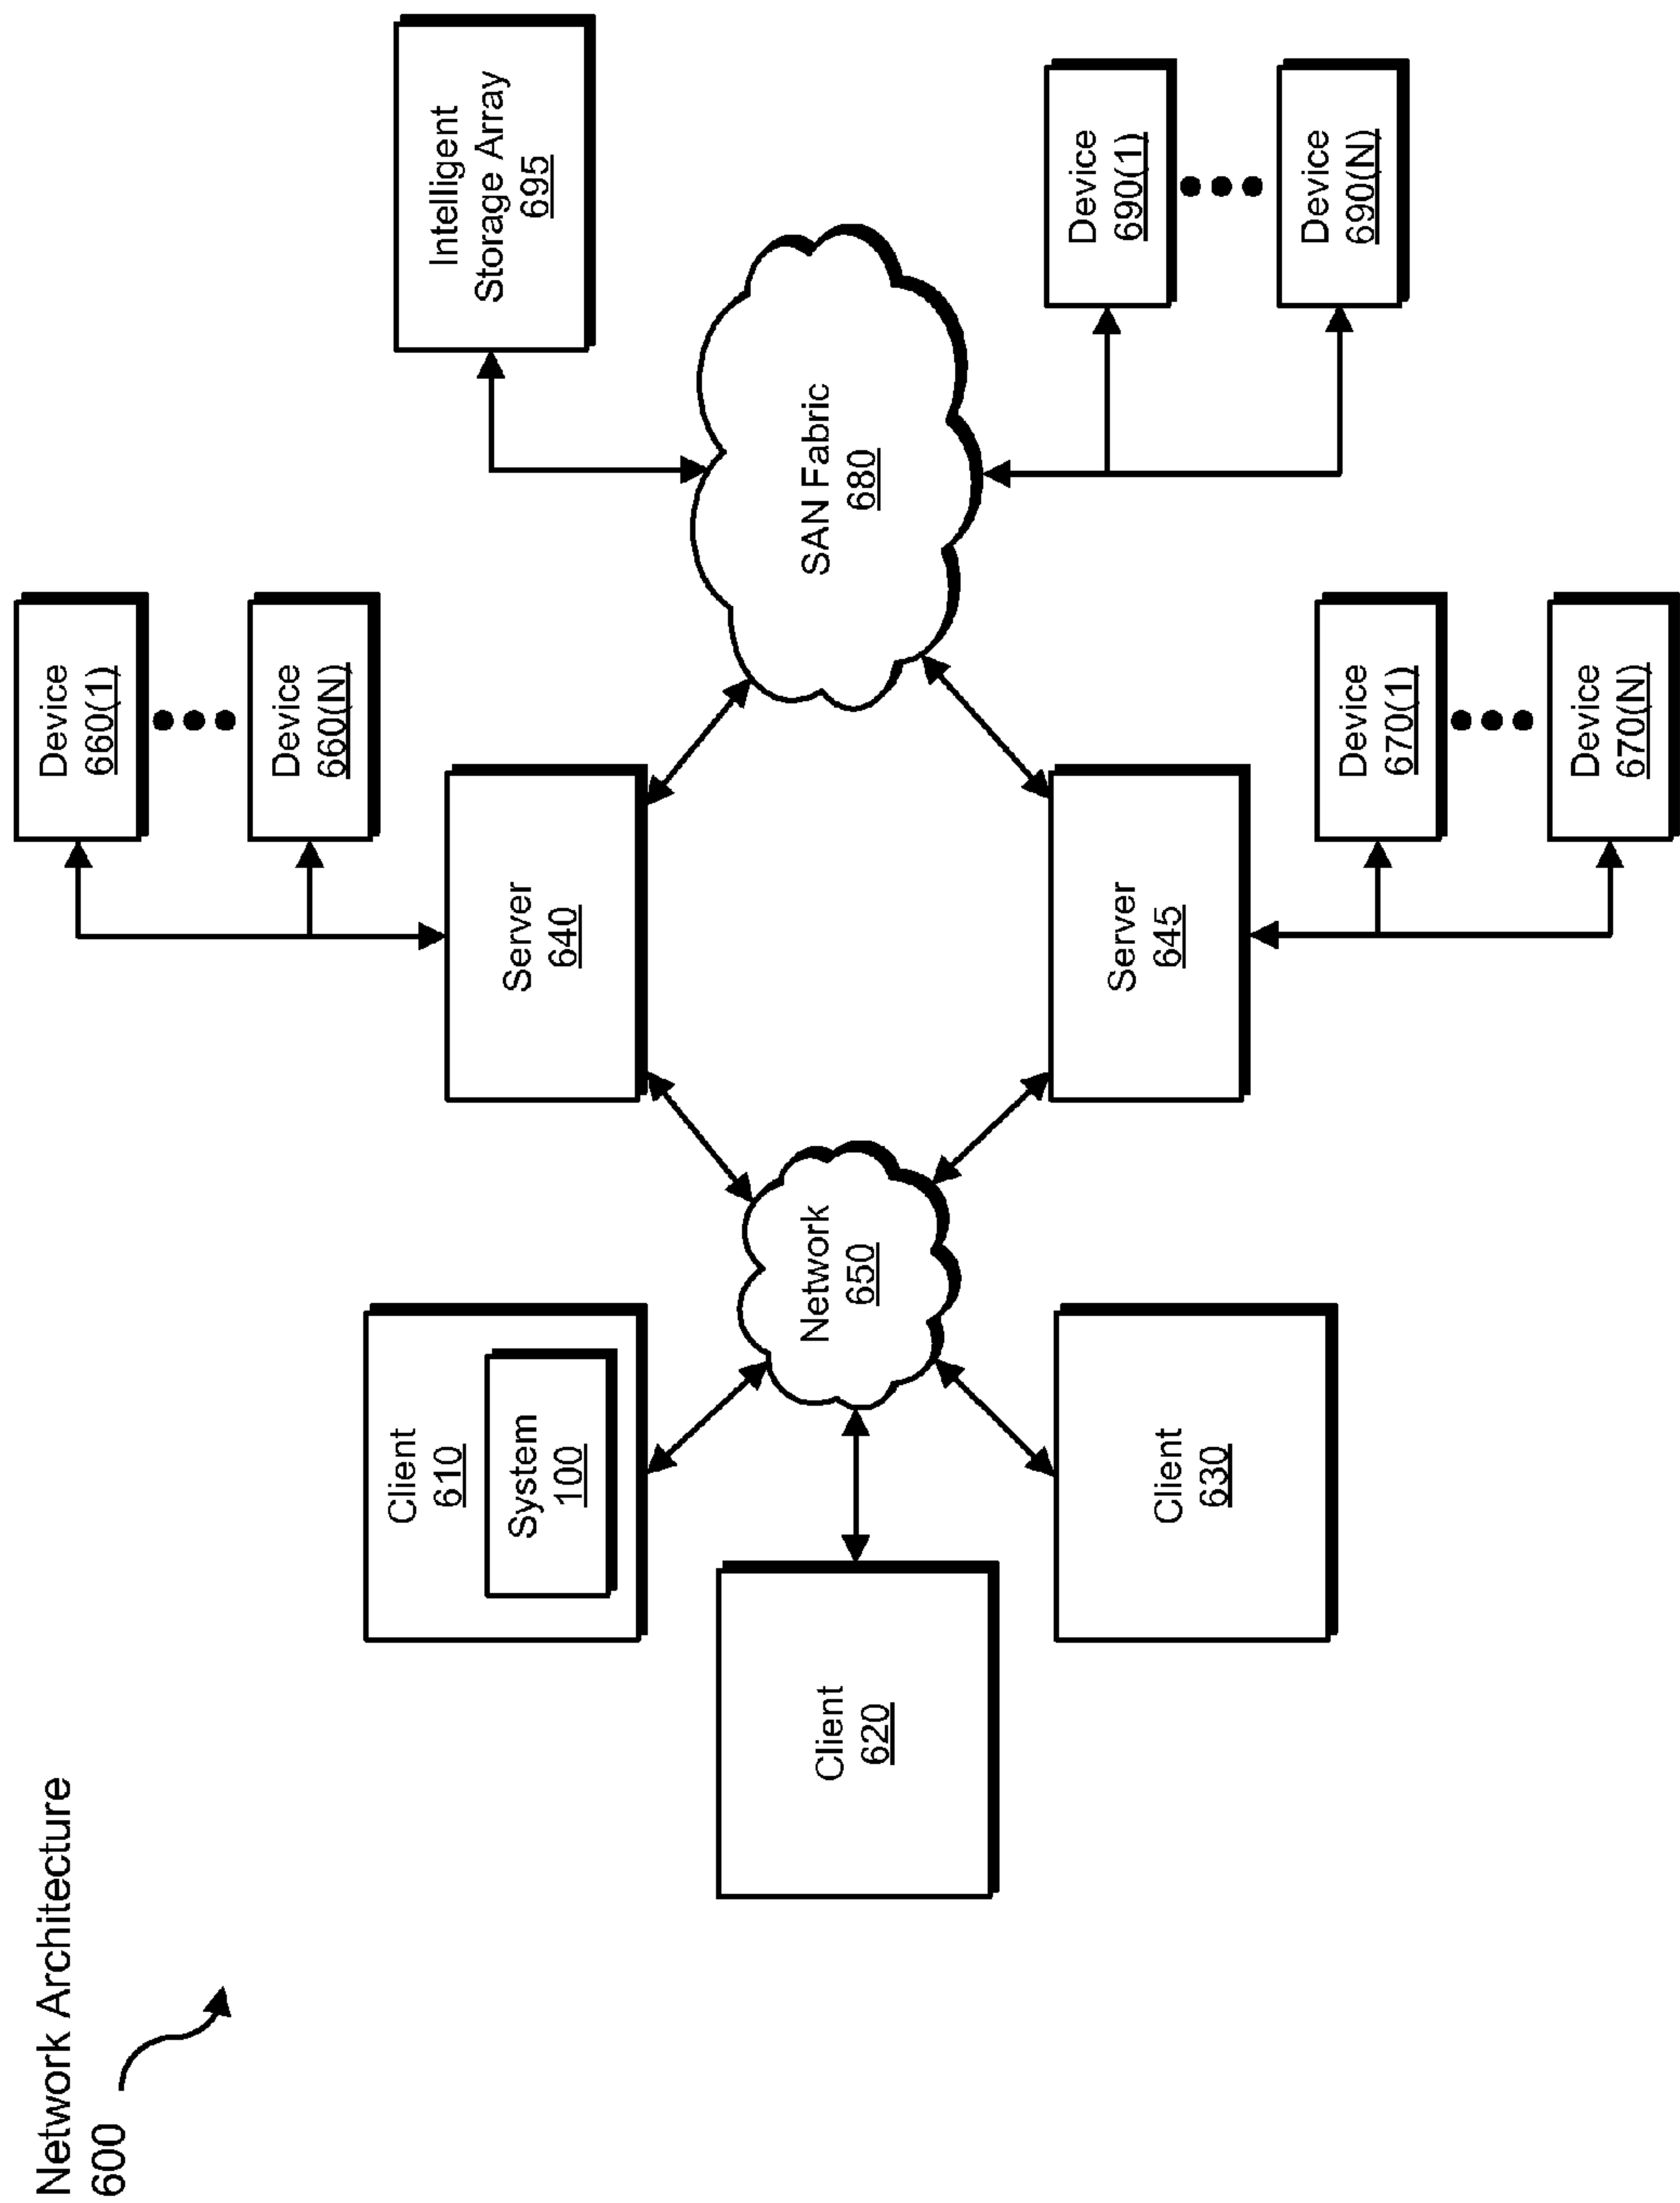 Network Architecture
600
Device
660(1)
Device
660(N)
Intelligent
Storage Array
695
Client
610
System
100
Server
640
Client
620
Network
650
SAN Fabric
680
Client
630
Server
645
Device
690(1)
Device
690(N)
Device
670(1)
Device
670(N)